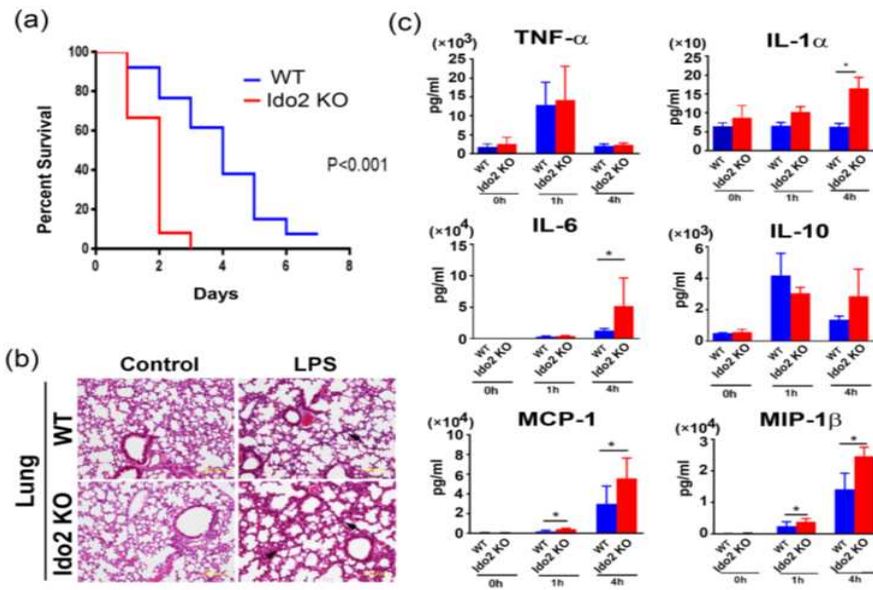 (a)
100
80
60
40
20
0
0 2 4 6 8
Percent Survival
Days
WT
Ido2 KO
P<0.001
(b)
Control LPS
Lung
WT
Ido2 KO
(c)
TNF-α
(×10³)
pg/ml
25
20
15
10
5
0
WT Ido2 KO WT Ido2 KO WT Ido2 KO
0h 1h 4h
IL-1α
(×10)
pg/ml
25
20
15
10
5
0
*
WT Ido2 KO WT Ido2 KO WT Ido2 KO
0h 1h 4h
IL-6
(×10⁴)
pg/ml
15
10
5
0
*
WT Ido2 KO WT Ido2 KO WT Ido2 KO
0h 1h 4h
IL-10
(×10³)
pg/ml
6
4
2
0
WT Ido2 KO WT Ido2 KO WT Ido2 KO
0h 1h 4h
MCP-1
(×10⁴)
pg/ml
10
8
6
4
2
0
* *
WT Ido2 KO WT Ido2 KO WT Ido2 KO
0h 1h 4h
MIP-1β
(×10⁴)
pg/ml
3
2
1
0
* *
WT Ido2 KO WT Ido2 KO WT Ido2 KO
0h 1h 4h